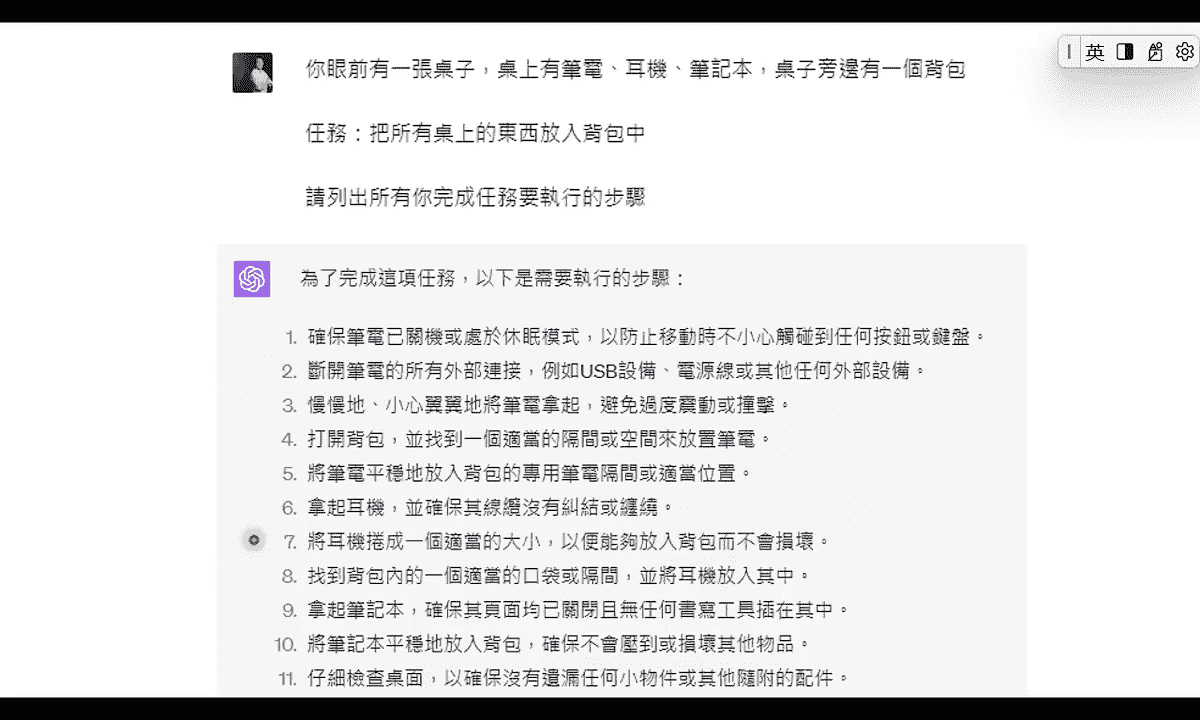 英
你眼前有一張桌子，桌上有筆電、耳機、筆記本，桌子旁邊有一個背包
任務：把所有桌上的東西放入背包中
請列出所有你完成任務要執行的步驟
為了完成這項任務，以下是需要執行的步驟：
1. 確保筆電已關機或處於休眠模式，以防止移動時不小心觸碰到任何按鈕或鍵盤。
2. 斷開筆電的所有外部連接，例如USB設備、電源線或其他任何外部設備。
3. 慢慢地、小心翼翼地將筆電拿起，避免過度震動或撞擊。
4. 打開背包，並找到一個適當的隔間或空間來放置筆電。
5. 將筆電平穩地放入背包的專用筆電隔間或適當位置。
6. 拿起耳機，並確保其線纜沒有糾結或纏繞。
7. 將耳機捲成一個適當的大小，以便能夠放入背包而不會損壞。
8. 找到背包內的一個適當的口袋或隔間，並將耳機放入其中。
9. 拿起筆記本，確保其頁面均已關閉且無任何書寫工具插在其中。
10. 將筆記本平穩地放入背包，確保不會壓到或損壞其他物品。
11. 仔細檢查桌面，以確保沒有遺漏任何小物件或其他隨附的配件。